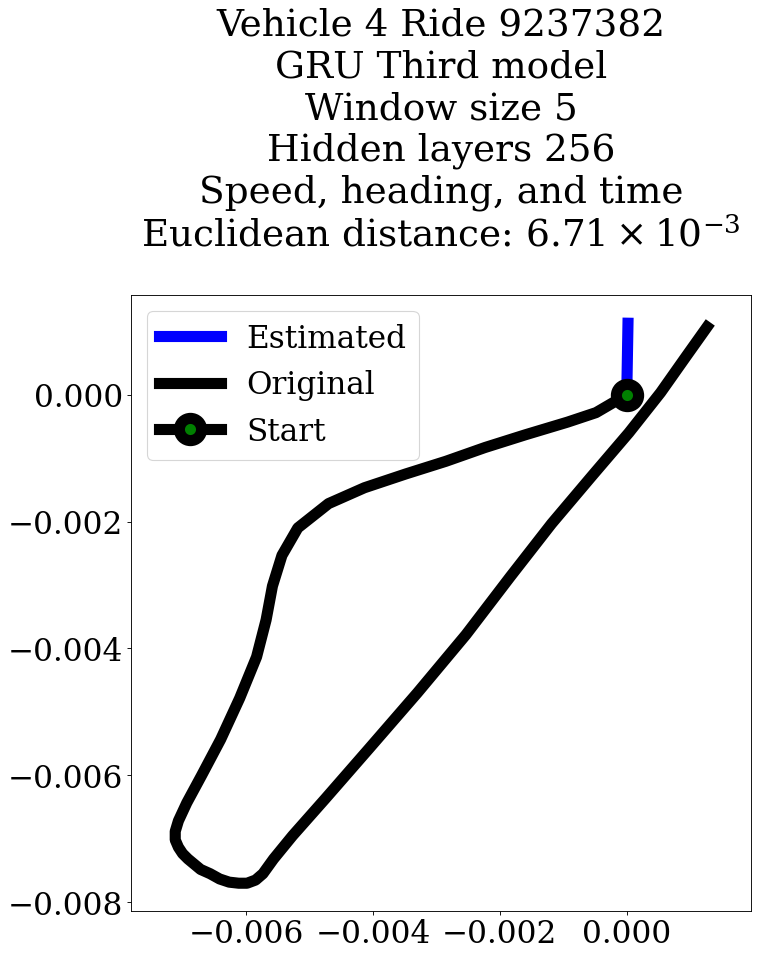 Vehicle 4 Ride 9237382
GRU Third model
Window size 5
Hidden layers 256
Speed, heading, and time
Euclidean distance: 6.71 × 10⁻³
Estimated
Original
Start
0.000
−0.002
−0.004
−0.006
−0.008
−0.006 −0.004 −0.002 0.000